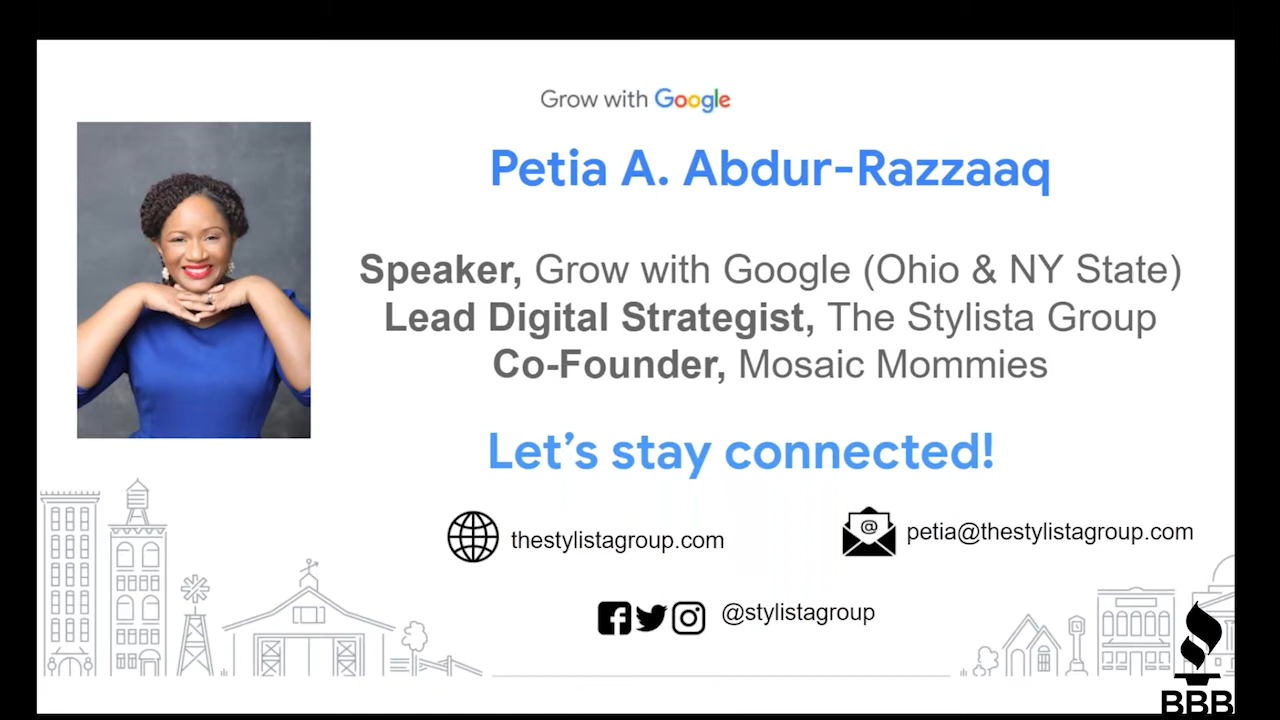 Grow with Google
Petia A. Abdur-Razzaaq
Speaker, Grow with Google (Ohio & NY State)
Lead Digital Strategist, The Stylista Group
Co-Founder, Mosaic Mommies
Let's stay connected!
thestylistagroup.com
petia@thestylistagroup.com
@stylistagroup
BBB